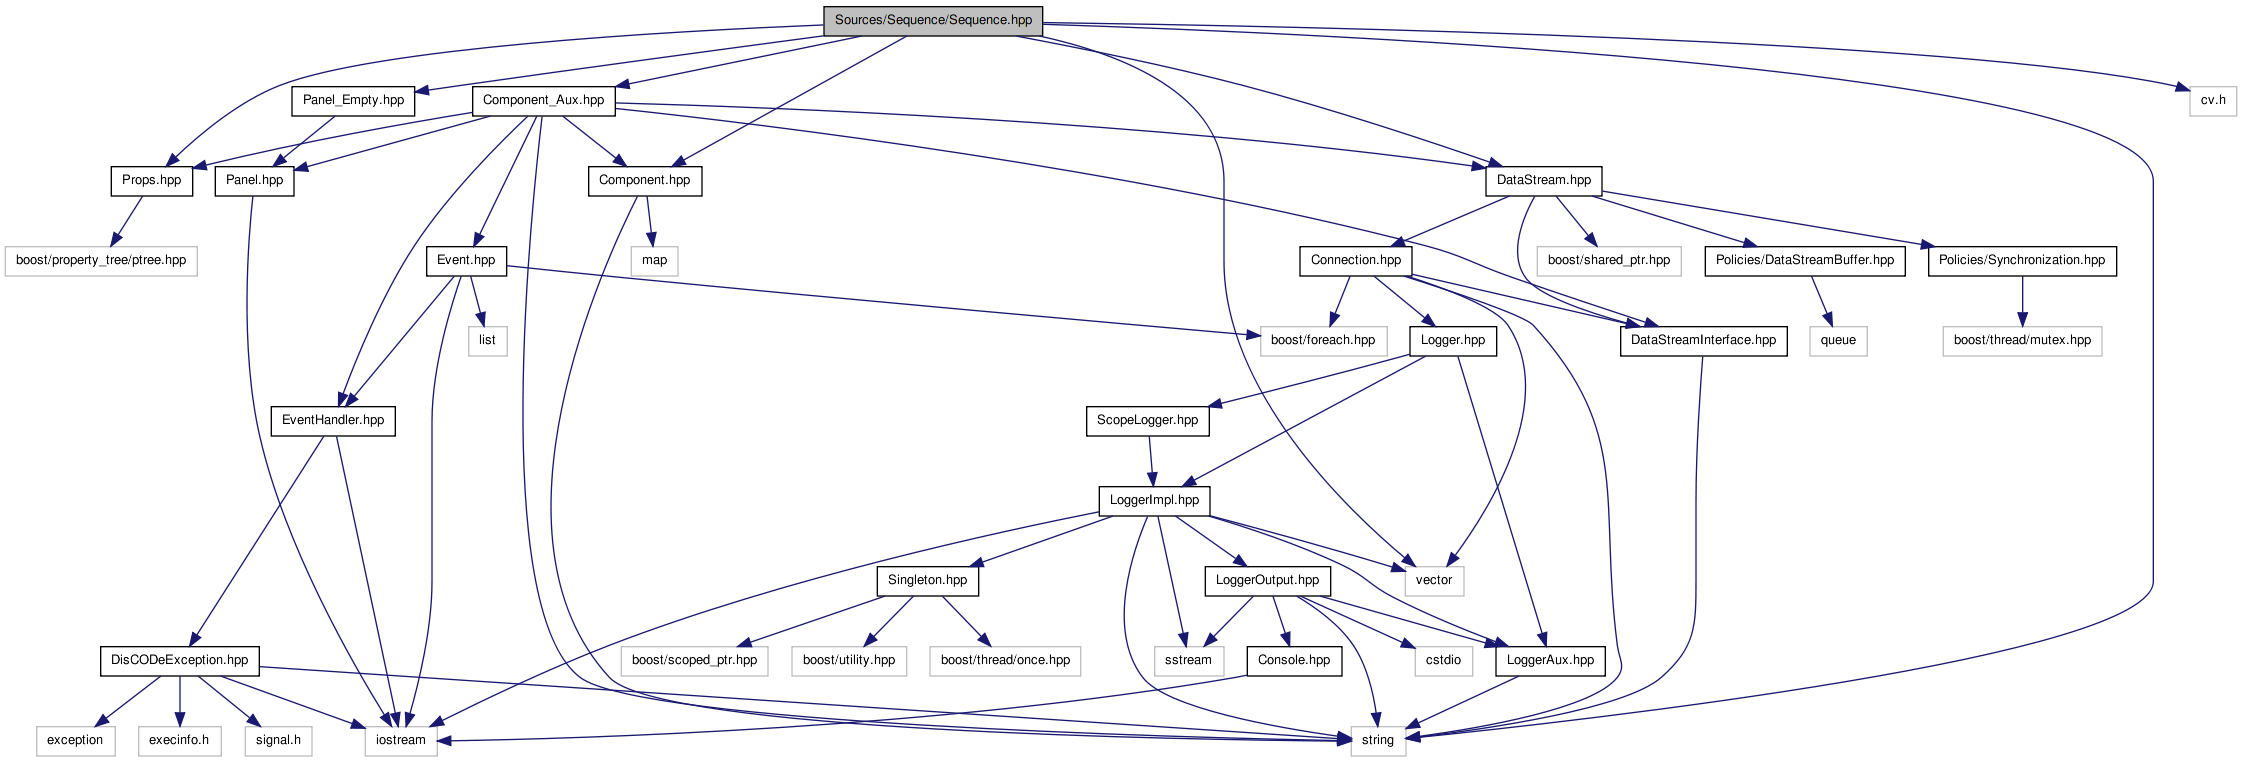 Sources/Sequence/Sequence.hpp
Panel_Empty.hpp
Component_Aux.hpp
cv.h
Props.hpp
Panel.hpp
Component.hpp
DataStream.hpp
boost/property_tree/ptree.hpp
Event.hpp
map
Connection.hpp
boost/shared_ptr.hpp
Policies/DataStreamBuffer.hpp
Policies/Synchronization.hpp
list
boost/foreach.hpp
Logger.hpp
DataStreamInterface.hpp
queue
boost/thread/mutex.hpp
EventHandler.hpp
ScopeLogger.hpp
LoggerImpl.hpp
Singleton.hpp
LoggerOutput.hpp
vector
DisCODeException.hpp
boost/scoped_ptr.hpp
boost/utility.hpp
boost/thread/once.hpp
sstream
Console.hpp
cstdio
LoggerAux.hpp
exception
execinfo.h
signal.h
iostream
string